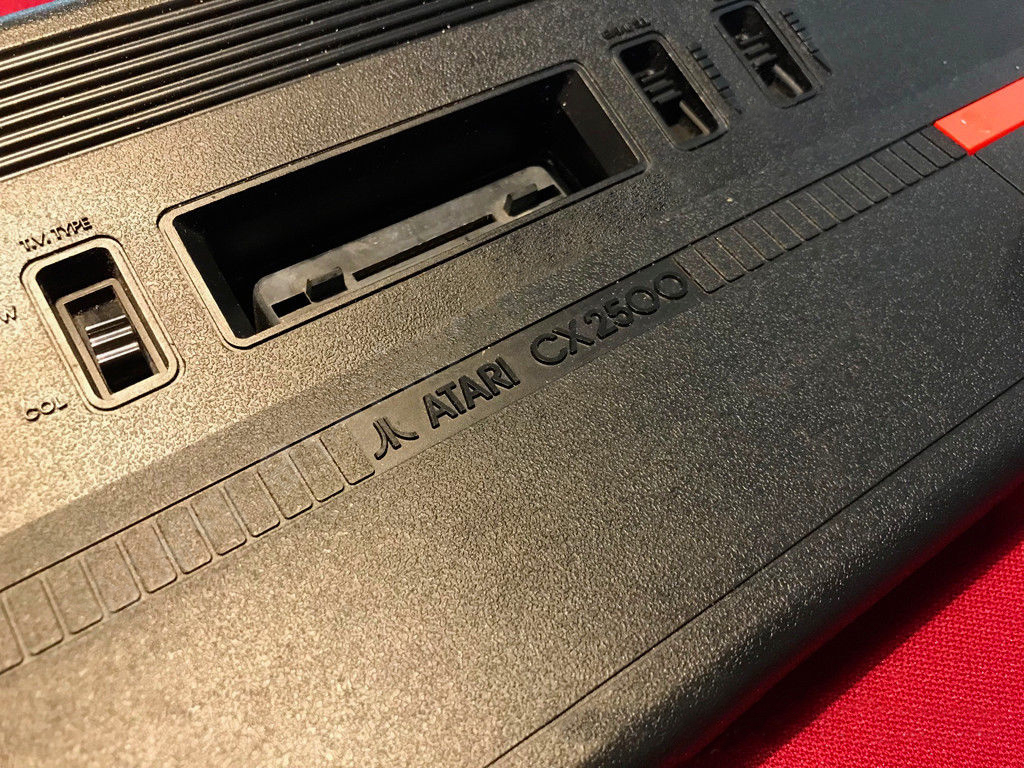 T.V. TYPE
W
COL
ATARI CX2500